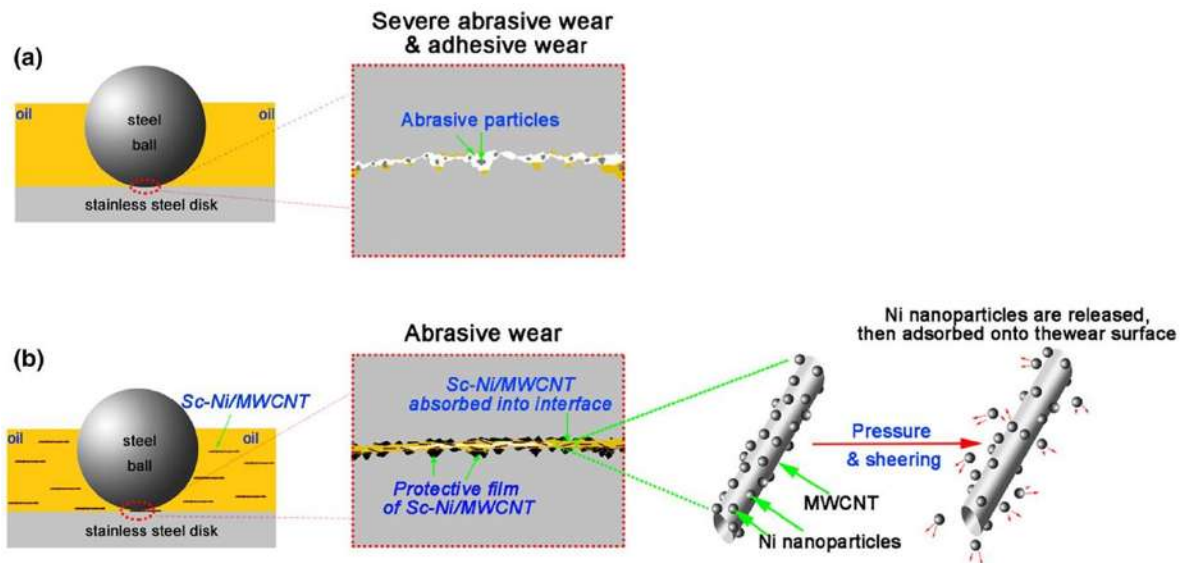 Severe abrasive wear
& adhesive wear
(a)
oil
oil
steel
ball
stainless steel disk
Abrasive particles
Ni nanoparticles are released,
then adsorbed onto thewear surface
Abrasive wear
(b)
Sc-Ni/MWCNT
oil
oil
steel
ball
stainless steel disk
Sc-Ni/MWCNT
absorbed into interface
Protective film
of Sc-Ni/MWCNT
Pressure
& sheering
MWCNT
Ni nanoparticles